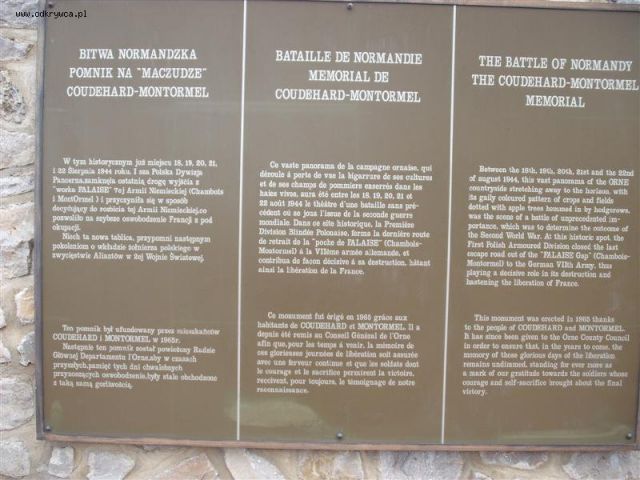 www.odkrywca.pl
BITWA NORMANDZKA
POMNIK NA "MACZUDZE"
COUDEHARD-MONTORMEL
W tym historycznym już miejscu 18, 19, 20, 21,
i 22 Sierpnia 1944 roku. I sza Polska Dywizja
Pancerna,zamknęła ostatnią drogę wyjścia z
"worka FALAISE" 7ej Armii Niemieckiej (Chambois
i MontOrmel ) i przyczyniła się w sposób
decydujący do rozbicia tej Armii Niemieckiej,co
pozwoliło na szybsze oswobodzenie Francji z pod
okupacji.
Niech ta nowa tablica, przypomni następnym
pokoleniom o wkładzie żołnierza polskiego w
zwycięstwie Aliantów w 2ej Wojnie Światowej.
Ten pomnik był ufundowany przez mieszkańców
COUDEHARD i MONTORMEL w 1965r.
Następnie ten pomnik został powierzony Radzie
Głównej Departamentu l'Orne,aby w czasach
przyszłych,pamięć tych dni chwalebnych
przynoszących oswobodzenie,były stale obchodzone
z taką samą gorliwością.
BATAILLE DE NORMANDIE
MEMORIAL DE
COUDEHARD-MONTORMEL
Ce vaste panorama de la campagne ornaise, qui
déroule à perte de vue la bigarrure de ses cultures
et de ses champs de pommiers enserrés dans les
haies vives, aura été entre les 18, 19, 20, 21 et
22 août 1944 le théâtre d'une bataille sans pré-
cédent où se joua l'issue de la seconde guerre
mondiale. Dans ce site historique, la Première
Division Blindée Polonaise, ferma la dernière route
de retrait de la "poche de FALAISE" (Chambois-
Montormel) à la VIIème armée allemande, et
contribua de façon décisive à sa destruction, hâtant
ainsi la libération de la France.
Ce monument fut érigé en 1965 grâce aux
habitants de COUDEHARD et MONTORMEL. Il a
depuis été remis au Conseil Général de l'Orne
afin que,pour les temps à venir, la mémoire de
ces glorieuses journées de libération soit assurée
avec une ferveur continue et que les soldats dont
le courage et le sacrifice permirent la victoire,
reçoivent, pour toujours, le témoignage de notre
reconnaissance.
THE BATTLE OF NORMANDY
THE COUDEHARD-MONTORMEL
MEMORIAL
Between the 18th, 19th, 20th, 21st and the 22nd
of august 1944, this vast panorama of the ORNE
countryside stretching away to the horizon, with
its gaily coloured pattern of crops and fields
dotted with apple trees hemmed in by hedgerows,
was the scene of a battle of unprecedented im-
portance, which was to determine the outcome of
the Second World War. At this historic spot, the
First Polish Armoured Division closed the last
escape road out of the "FALAISE Gap" (Chambois-
Montormel) to the German VIIth Army, thus
playing a decisive role in its destruction and
hastening the liberation of France.
This monument was erected in 1965 thanks
to the people of COUDEHARD and MONTORMEL.
It has since been given to the Orne County Council
in order to ensure that, in the years to come, the
memory of these glorious days of the liberation
remains undimmed, standing for ever more as
a mark of our gratitude towards the soldiers whose
courage and self-sacrifice brought about the final
victory.